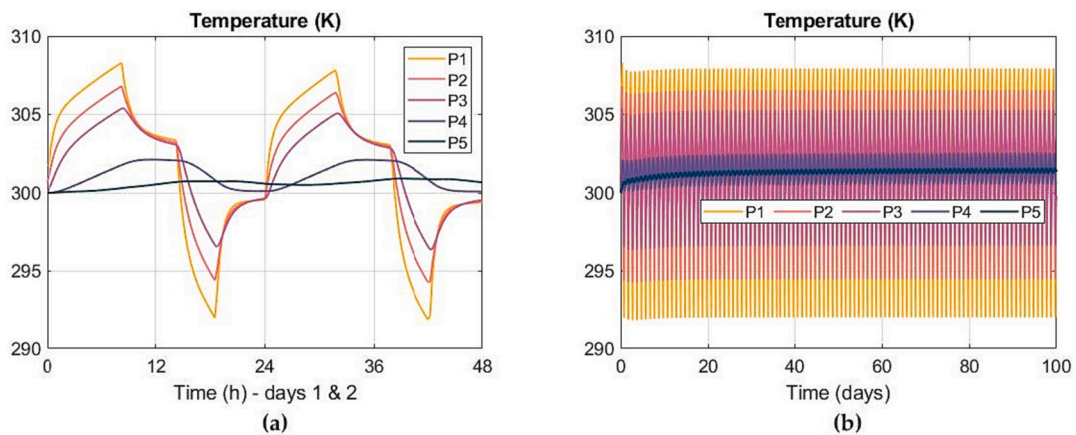 Temperature (K)
310
305
300
295
290
P1
P2
P3
P4
P5
0
12
24
36
48
Time (h) - days 1 & 2
(a)
Temperature (K)
310
305
300
295
290
P1 P2 P3 P4 P5
0 20 40 60 80 100
Time (days)
(b)